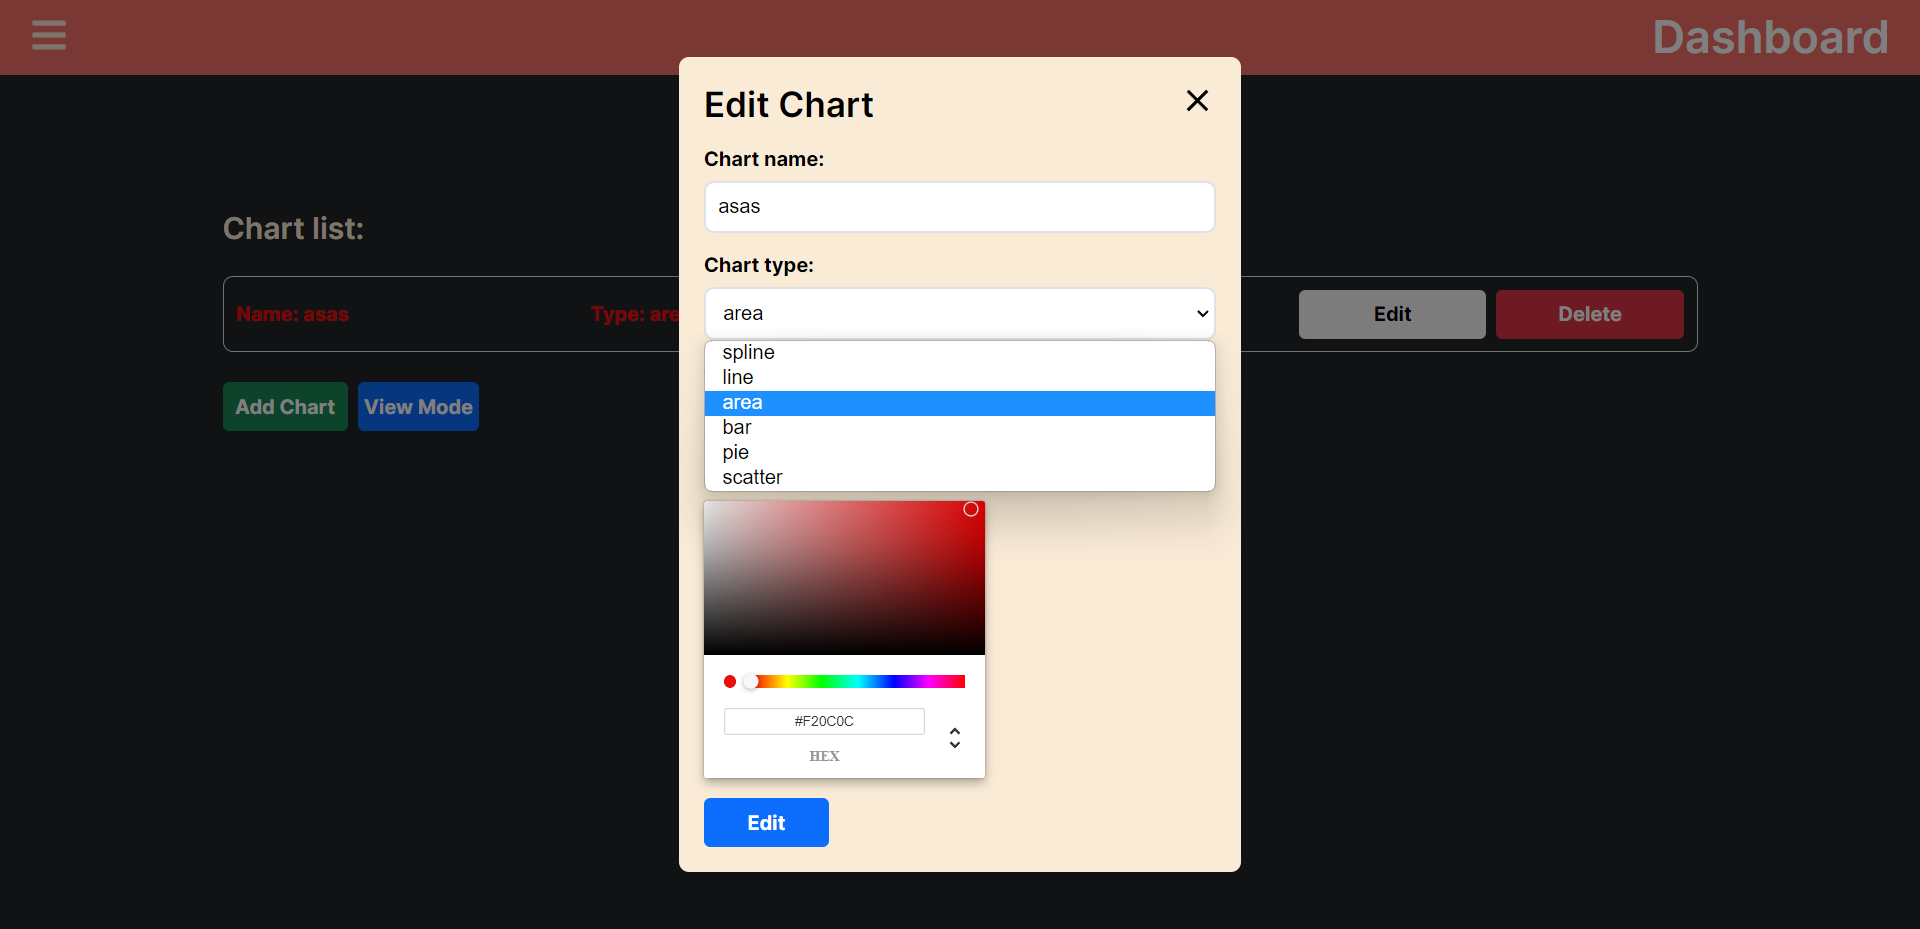 Dashboard
Edit Chart
Chart name:
asas
Chart type:
area
spline
line
area
bar
pie
scatter
#F20C0C
HEX
Edit
Chart list:
Name: asas
Type: are
Edit
Delete
Add Chart
View Mode